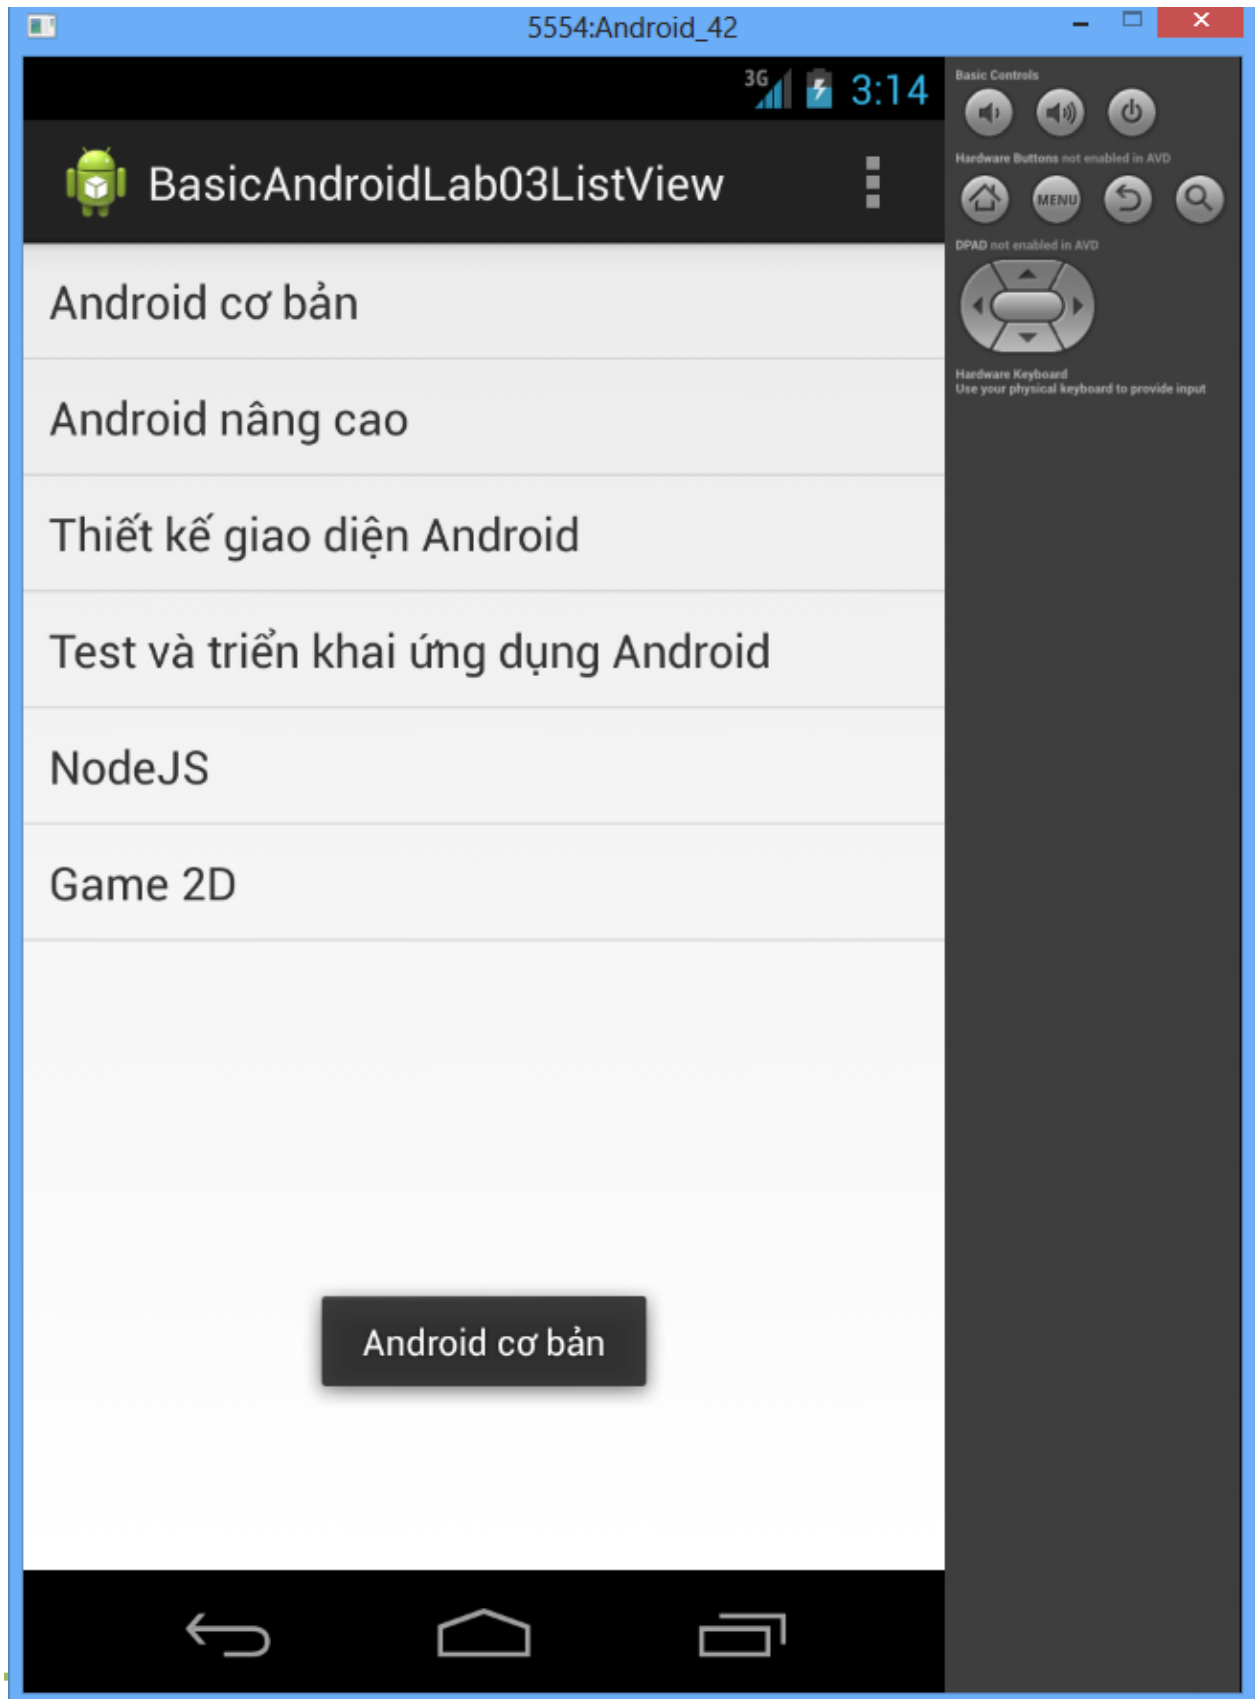 5554:Android_42
3G 3:14
BasicAndroidLab03ListView
Android cơ bản
Android nâng cao
Thiết kế giao diện Android
Test và triển khai ứng dụng Android
NodeJS
Game 2D
Android cơ bản
Basic Controls
Hardware Buttons not enabled in AVD
MENU
DPAD not enabled in AVD
Hardware Keyboard
Use your physical keyboard to provide input